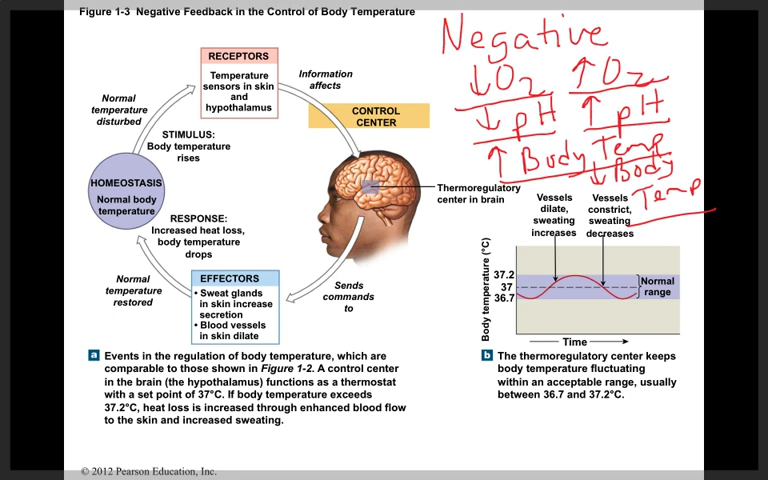 Figure 1-3 Negative Feedback in the Control of Body Temperature
Negative
↓O2 ↑O2
↓pH ↑pH
↑Body Temp
↓Body
Temp
RECEPTORS
Temperature
sensors in skin
and
hypothalamus
Information
affects
CONTROL
CENTER
Normal
temperature
disturbed
STIMULUS:
Body temperature
rises
HOMEOSTASIS
Normal body
temperature
Thermoregulatory
center in brain
RESPONSE:
Increased heat loss,
body temperature
drops
Normal
temperature
restored
EFFECTORS
• Sweat glands
in skin increase
secretion
• Blood vessels
in skin dilate
Sends
commands
to
Vessels
dilate,
sweating
increases
Vessels
constrict,
sweating
decreases
Body temperature (°C)
37.2
37
36.7
Normal
range
Time
a Events in the regulation of body temperature, which are
comparable to those shown in Figure 1-2. A control center
in the brain (the hypothalamus) functions as a thermostat
with a set point of 37°C. If body temperature exceeds
37.2°C, heat loss is increased through enhanced blood flow
to the skin and increased sweating.
b The thermoregulatory center keeps
body temperature fluctuating
within an acceptable range, usually
between 36.7 and 37.2°C.
© 2012 Pearson Education, Inc.